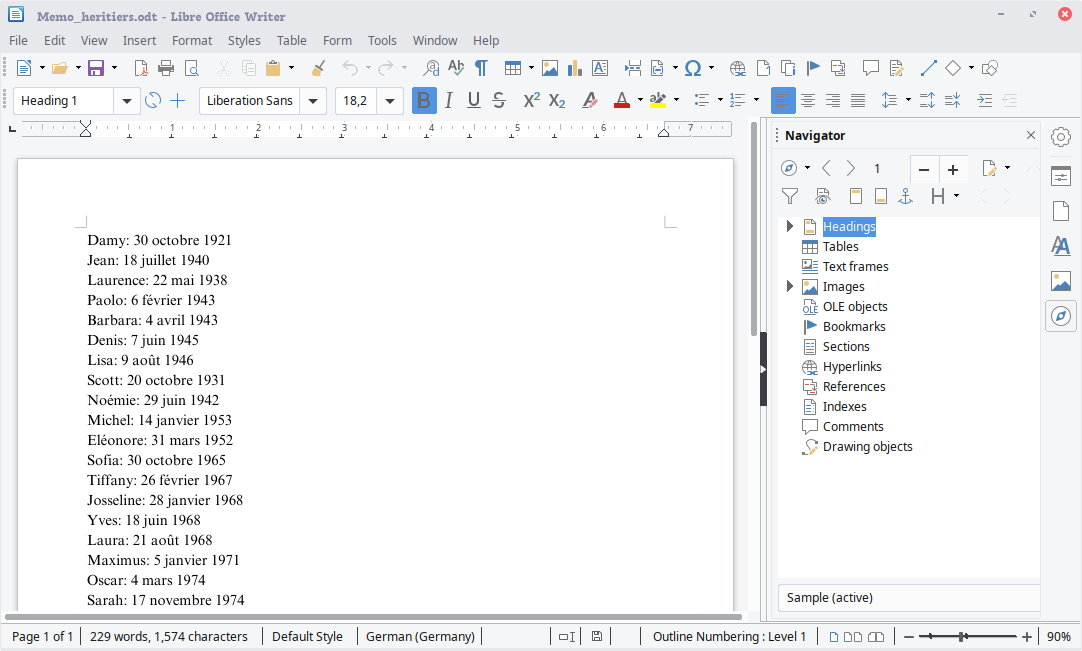 Memo_heritiers.odt - Libre Office Writer
File Edit View Insert Format Styles Table Form Tools Window Help
Heading 1 Liberation Sans 18,2
1 2 3 4 5 6 7
Navigator
1
Damy: 30 octobre 1921
Jean: 18 juillet 1940
Laurence: 22 mai 1938
Paolo: 6 février 1943
Barbara: 4 avril 1943
Denis: 7 juin 1945
Lisa: 9 août 1946
Scott: 20 octobre 1931
Noémie: 29 juin 1942
Michel: 14 janvier 1953
Eléonore: 31 mars 1952
Sofia: 30 octobre 1965
Tiffany: 26 février 1967
Josseline: 28 janvier 1968
Yves: 18 juin 1968
Laura: 21 août 1968
Maximus: 5 janvier 1971
Oscar: 4 mars 1974
Sarah: 17 novembre 1974
Headings
Tables
Text frames
Images
OLE objects
Bookmarks
Sections
Hyperlinks
References
Indexes
Comments
Drawing objects
Sample (active)
Page 1 of 1 229 words, 1,574 characters Default Style German (Germany) Outline Numbering : Level 1 90%